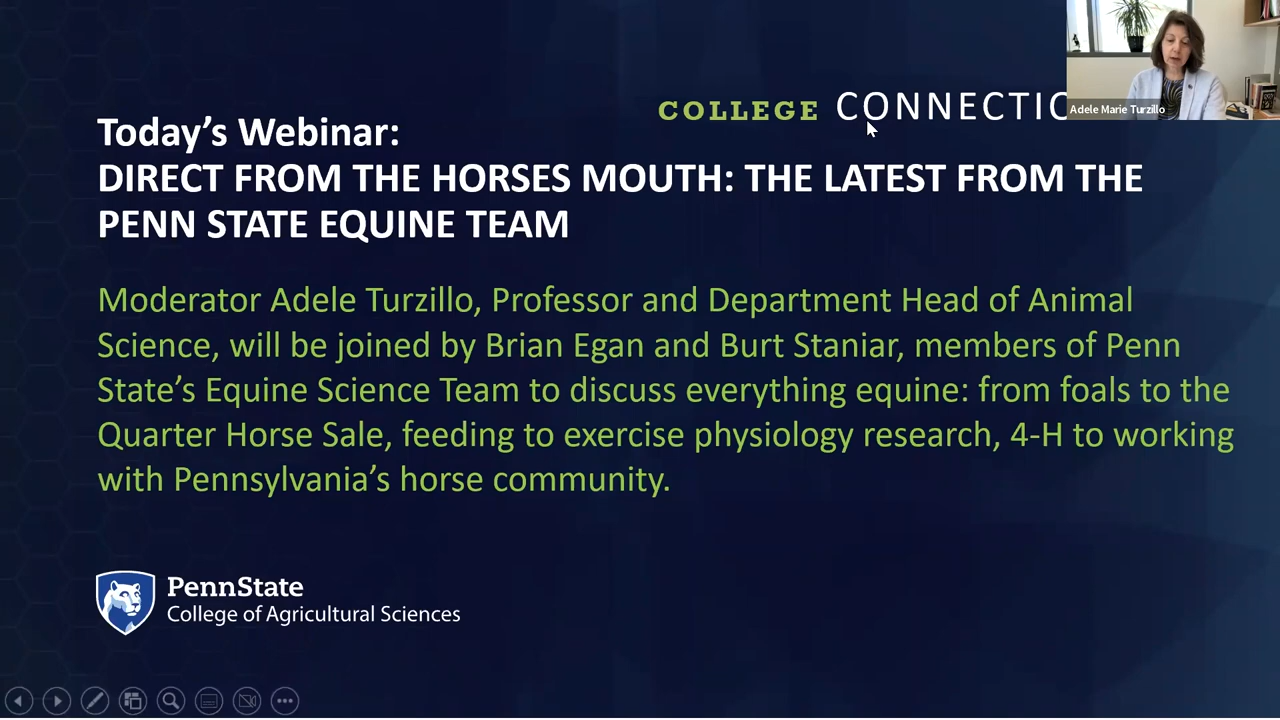 COLLEGE CONNECTIO
Adele Marie Turzillo
Today's Webinar:
DIRECT FROM THE HORSES MOUTH: THE LATEST FROM THE
PENN STATE EQUINE TEAM
Moderator Adele Turzillo, Professor and Department Head of Animal
Science, will be joined by Brian Egan and Burt Staniar, members of Penn
State's Equine Science Team to discuss everything equine: from foals to the
Quarter Horse Sale, feeding to exercise physiology research, 4-H to working
with Pennsylvania's horse community.
PennState
College of Agricultural Sciences